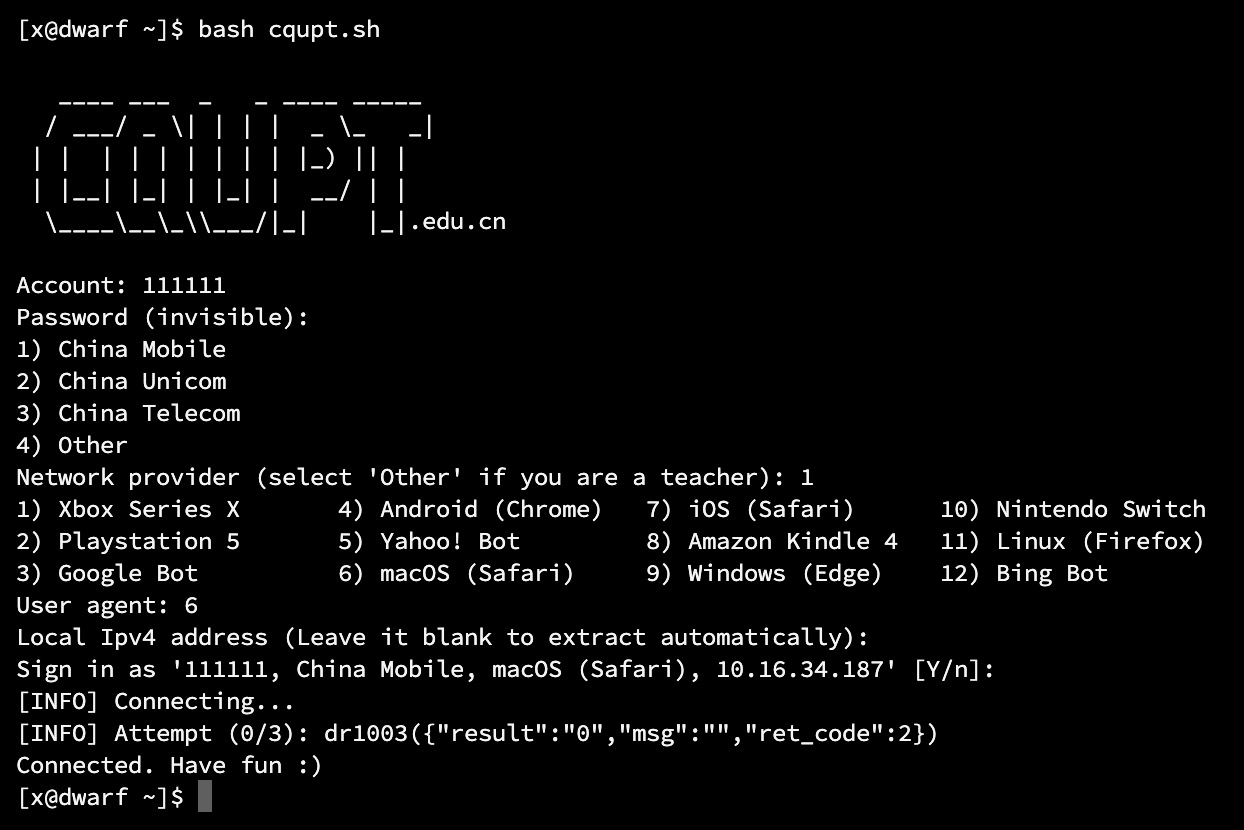 [x@dwarf ~]$ bash cqupt.sh

   ____ ___  _   _ ____ _____
  / ___/ _ \| | | |  _ \_   _|
 | |  | | | | | | | |_) || |
 | |__| |_| | |_| |  __/ | |
  \____\__\_\\___/|_|    |_|.edu.cn

Account: 111111
Password (invisible):
1) China Mobile
2) China Unicom
3) China Telecom
4) Other
Network provider (select 'Other' if you are a teacher): 1
1) Xbox Series X       4) Android (Chrome)   7) iOS (Safari)      10) Nintendo Switch
2) Playstation 5       5) Yahoo! Bot         8) Amazon Kindle 4   11) Linux (Firefox)
3) Google Bot          6) macOS (Safari)     9) Windows (Edge)    12) Bing Bot
User agent: 6
Local Ipv4 address (Leave it blank to extract automatically):
Sign in as '111111, China Mobile, macOS (Safari), 10.16.34.187' [Y/n]:
[INFO] Connecting...
[INFO] Attempt (0/3): dr1003({"result":"0","msg":"","ret_code":2})
Connected. Have fun :)
[x@dwarf ~]$